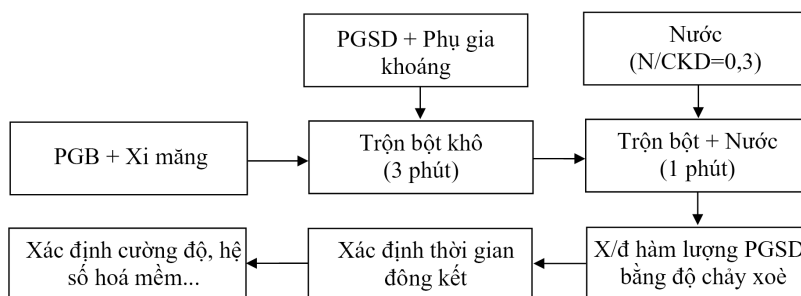 PGSD + Phụ gia
khoáng
Nước
(N/CKD=0,3)
PGB + Xi măng
Trộn bột khô
(3 phút)
Trộn bột + Nước
(1 phút)
X/đ hàm lượng PGSD
bằng độ chảy xoè
Xác định thời gian
đông kết
Xác định cường độ, hệ
số hoá mềm...